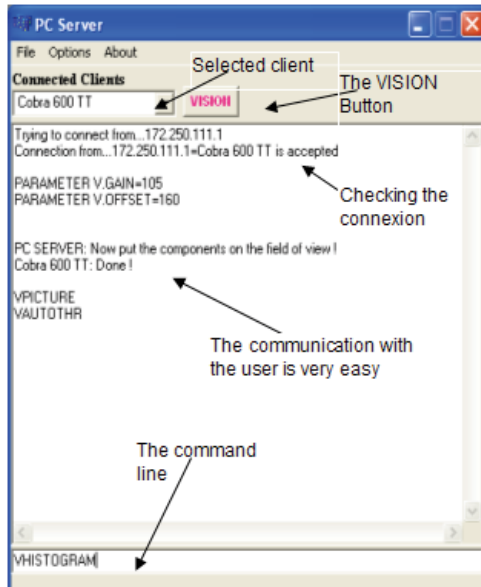 PC Server
File Options About
Connected Clients
Selected client
Cobra 600 TT
VISION
The VISION
Button
Trying to connect from...172.250.111.1
Connection from...172.250.111.1=Cobra 600 TT is accepted
PARAMETER V.GAIN=105
PARAMETER V.OFFSET=160
Checking the
connexion
PC SERVER: Now put the components on the field of view !
Cobra 600 TT: Done !
VPICTURE
VAUTOTHR
The communication with
the user is very easy
The command
line
VHISTOGRAM